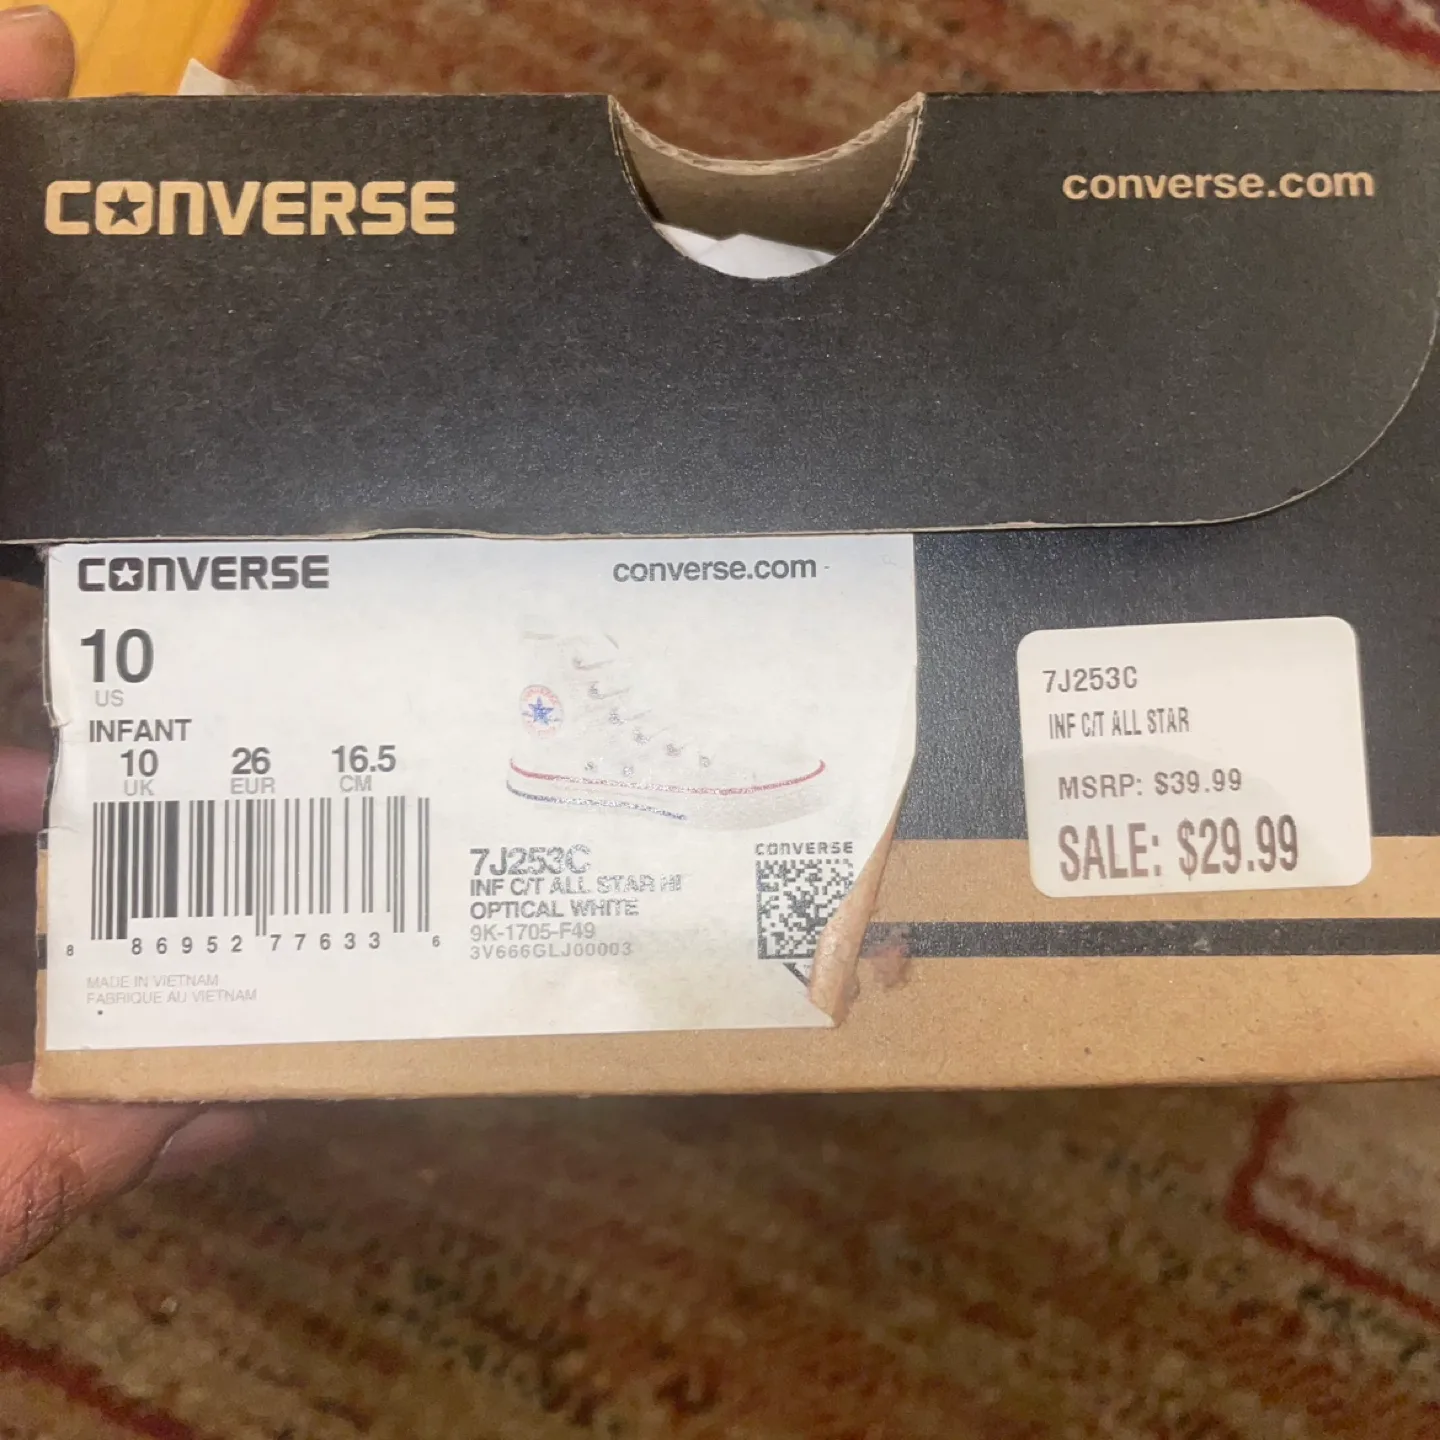 CONVERSE
converse.com
CONVERSE
converse.com
10
US
INFANT
10 26 16.5
UK EUR CM
8 86952 77633 6
MADE IN VIETNAM
FABRIQUE AU VIETNAM
7J253C
INF C/T ALL STAR HI
OPTICAL WHITE
9K-1705-F49
3V666GLJ00003
CONVERSE
7J253C
INF C/T ALL STAR
MSRP: $39.99
SALE: $29.99